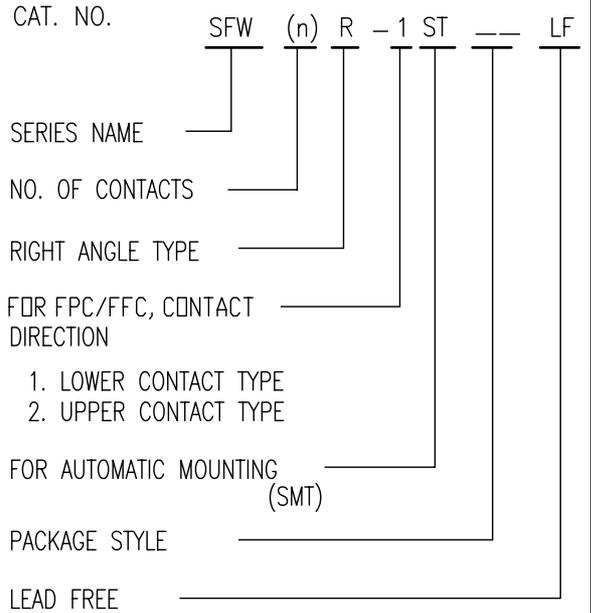 CAT. NO. SFW (n) R -1 ST __ LF
SERIES NAME
NO. OF CONTACTS
RIGHT ANGLE TYPE
FOR FPC/FFC, CONTACT
DIRECTION
1. LOWER CONTACT TYPE
2. UPPER CONTACT TYPE
FOR AUTOMATIC MOUNTING
(SMT)
PACKAGE STYLE
LEAD FREE